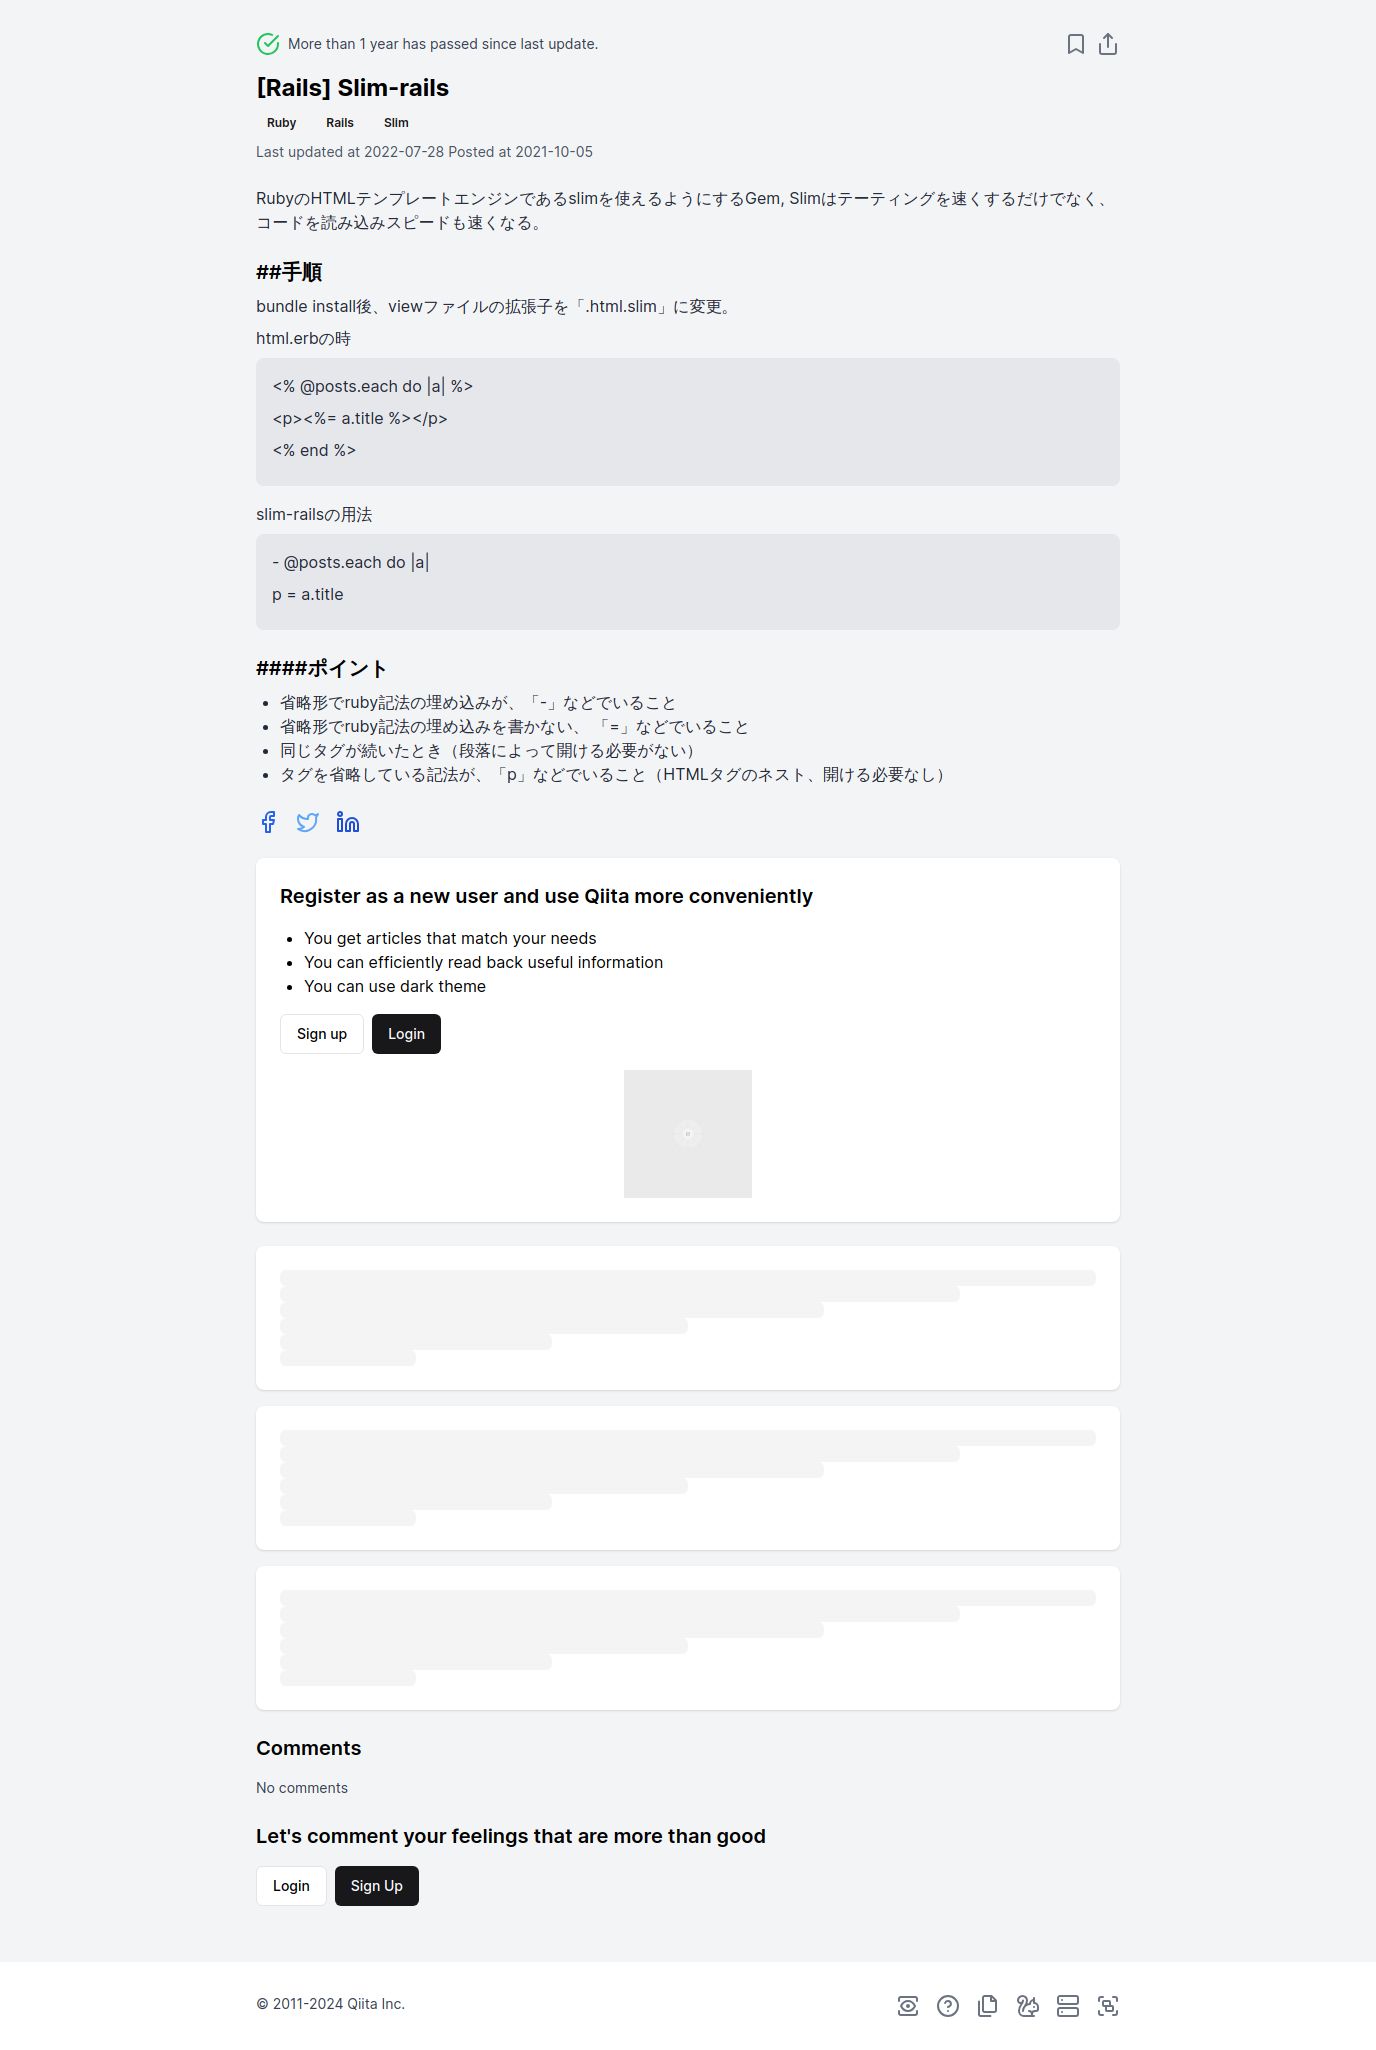 More than 1 year has passed since last update.
[Rails] Slim-rails
Ruby Rails Slim
Last updated at 2022-07-28 Posted at 2021-10-05
RubyのHTMLテンプレートエンジンであるslimを使えるようにするGem, Slimはテーティングを速くするだけでなく、
コードを読み込みスピードも速くなる。
##手順
bundle install後、viewファイルの拡張子を「.html.slim」に変更。
html.erbの時
<% @posts.each do |a| %>
<p><%= a.title %></p>
<% end %>
slim-railsの用法
- @posts.each do |a|
p = a.title
####ポイント
• 省略形でruby記法の埋め込みが、「-」などでいること
• 省略形でruby記法の埋め込みを書かない、 「=」などでいること
• 同じタグが続いたとき（段落によって開ける必要がない）
• タグを省略している記法が、「p」などでいること（HTMLタグのネスト、開ける必要なし）
Register as a new user and use Qiita more conveniently
• You get articles that match your needs
• You can efficiently read back useful information
• You can use dark theme
Sign up Login
Comments
No comments
Let's comment your feelings that are more than good
Login Sign Up
© 2011-2024 Qiita Inc.